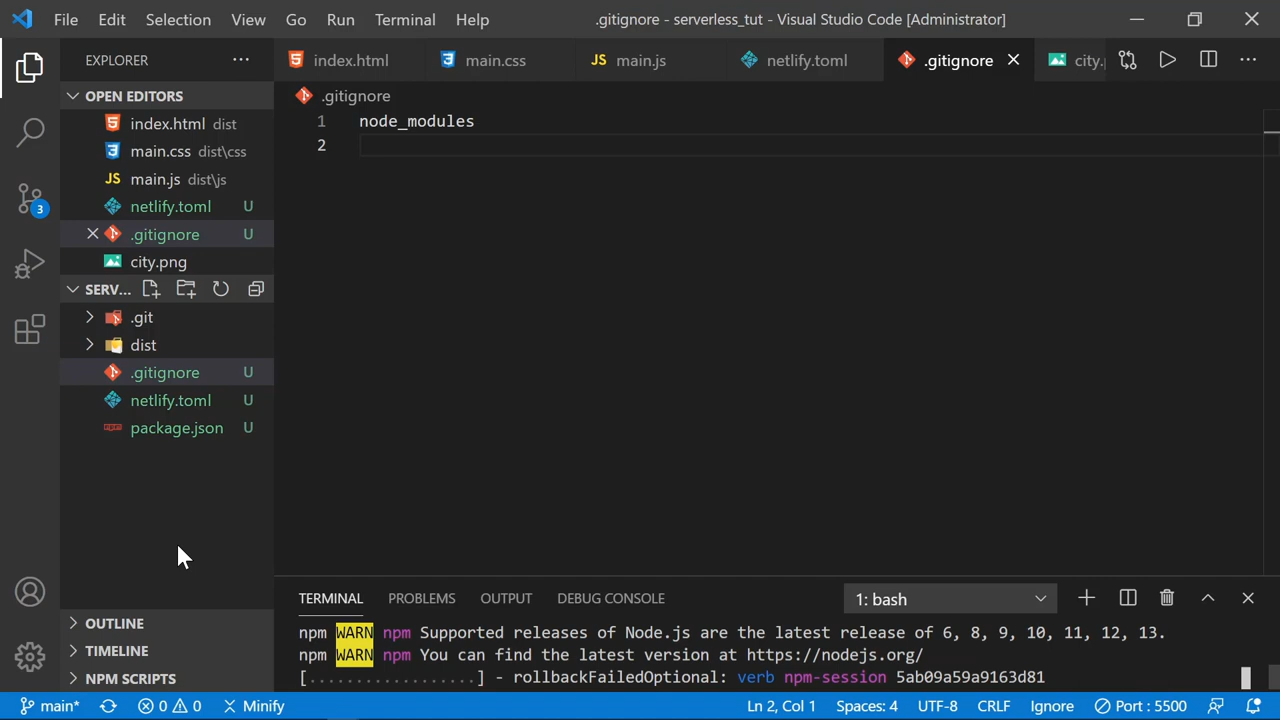 File Edit Selection View Go Run Terminal Help .gitignore - serverless_tut - Visual Studio Code [Administrator]
EXPLORER
index.html main.css JS main.js netlify.toml .gitignore city.p
OPEN EDITORS
.gitignore
index.html dist
1 node_modules
2
main.css dist\css
JS main.js dist\js
netlify.toml U
.gitignore U
city.png
SERV...
.git
dist
.gitignore U
netlify.toml U
package.json U
3
OUTLINE
TIMELINE
NPM SCRIPTS
TERMINAL PROBLEMS OUTPUT DEBUG CONSOLE 1: bash
npm WARN npm Supported releases of Node.js are the latest release of 6, 8, 9, 10, 11, 12, 13.
npm WARN npm You can find the latest version at https://nodejs.org/
[..................] - rollbackFailedOptional: verb npm-session 5ab09a59a9163d81
main* 0 0 Minify Ln 2, Col 1 Spaces: 4 UTF-8 CRLF Ignore Port : 5500